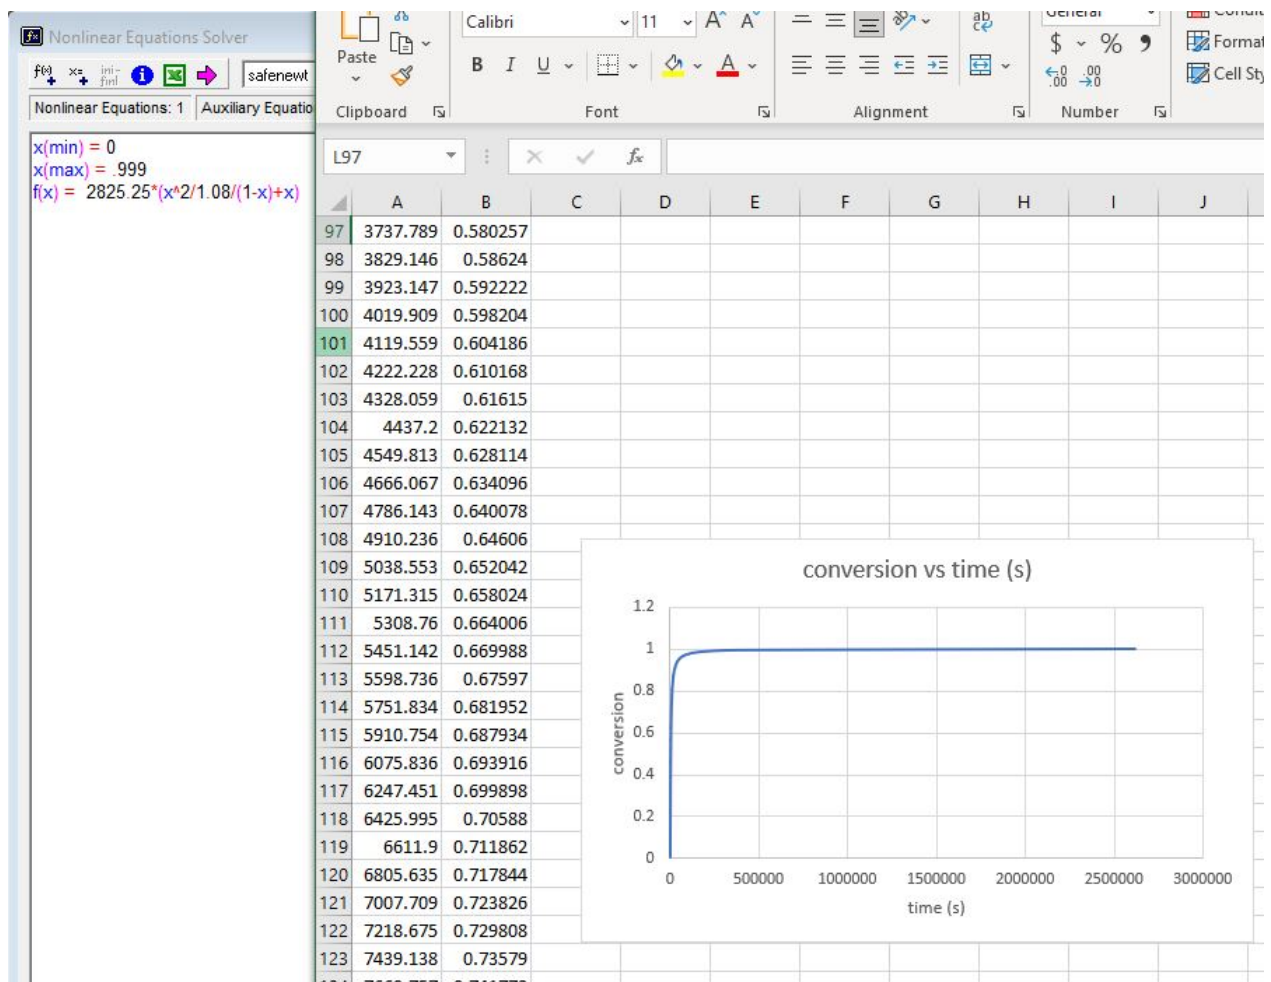 Nonlinear Equations Solver
f(x) x= ini- finl safenewt
Nonlinear Equations: 1 Auxiliary Equatio
x(min) = 0
x(max) = .999
f(x) = 2825.25*(x^2/1.08/(1-x)+x)
Calibri 11 A^ A ab General
Paste B I U A $ % 9 Format
Cell Sty
Clipboard Font Alignment Number
L97 fx
A B C D E F G H I J
97 3737.789 0.580257
98 3829.146 0.58624
99 3923.147 0.592222
100 4019.909 0.598204
101 4119.559 0.604186
102 4222.228 0.610168
103 4328.059 0.61615
104 4437.2 0.622132
105 4549.813 0.628114
106 4666.067 0.634096
107 4786.143 0.640078
108 4910.236 0.64606
109 5038.553 0.652042
110 5171.315 0.658024
111 5308.76 0.664006
112 5451.142 0.669988
113 5598.736 0.67597
114 5751.834 0.681952
115 5910.754 0.687934
116 6075.836 0.693916
117 6247.451 0.699898
118 6425.995 0.70588
119 6611.9 0.711862
120 6805.635 0.717844
121 7007.709 0.723826
122 7218.675 0.729808
123 7439.138 0.73579
conversion vs time (s)
1.2
1
0.8
0.6
0.4
0.2
0
conversion
0 500000 1000000 1500000 2000000 2500000 3000000
time (s)